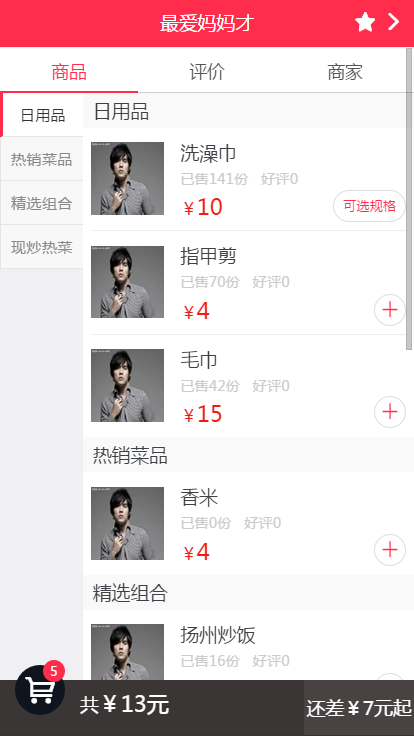 最爱妈妈才
商品 评价 商家
日用品
热销菜品
精选组合
现炒热菜
日用品
洗澡巾
已售141份 好评0
¥10 可选规格
指甲剪
已售70份 好评0
¥4
毛巾
已售42份 好评0
¥15
热销菜品
香米
已售0份 好评0
¥4
精选组合
扬州炒饭
已售16份 好评0
5
共¥13元 还差¥7元起